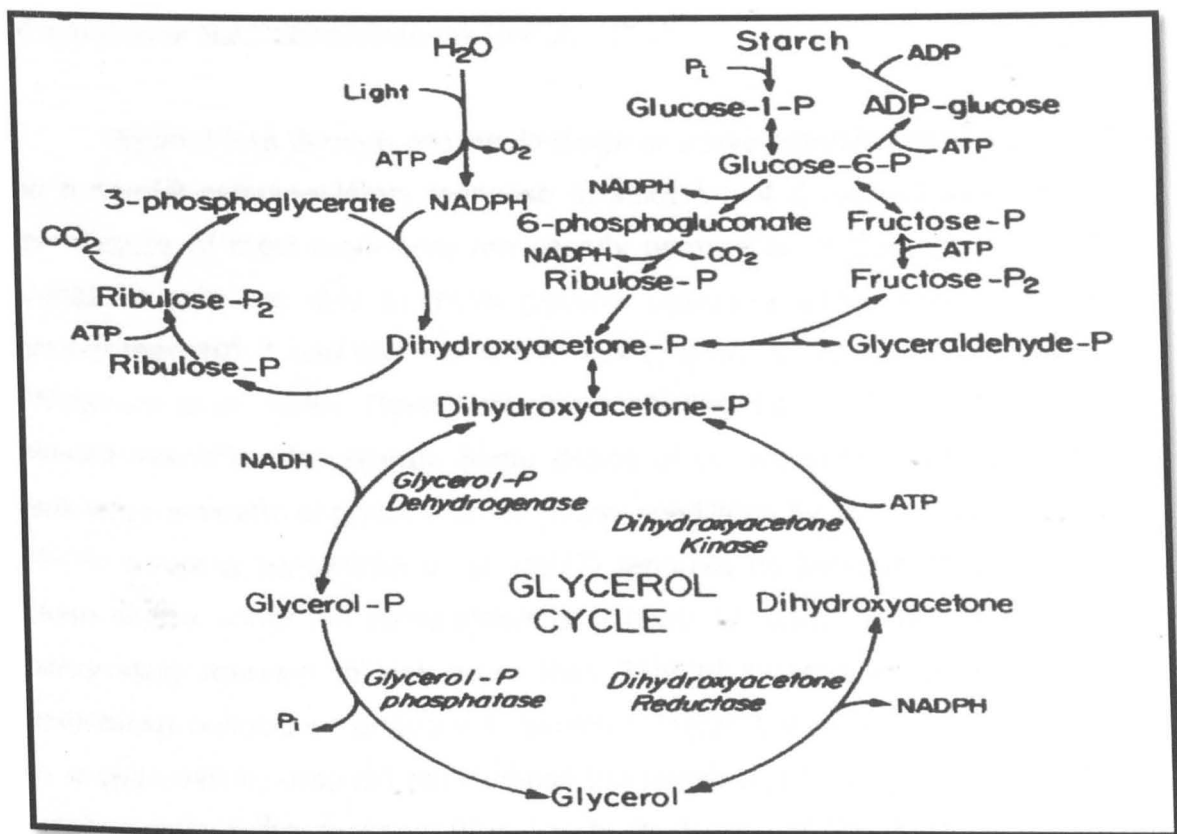 H₂O
Light
ATP
O₂
NADPH
3-phosphoglycerate
CO₂
Ribulose-P₂
ATP
Ribulose-P
Starch
Pi
ADP
Glucose-1-P
ADP-glucose
ATP
Glucose-6-P
NADPH
6-phosphogluconate
Fructose-P
NADPH
CO₂
ATP
Ribulose-P
Fructose-P₂
Dihydroxyacetone-P
Glyceraldehyde-P
Dihydroxyacetone-P
NADH
Glycerol-P
Dehydrogenase
ATP
Dihydroxyacetone
Kinase
Glycerol-P
GLYCEROL
CYCLE
Dihydroxyacetone
Glycerol-P
phosphatase
Dihydroxyacetone
Reductase
Pi
NADPH
Glycerol